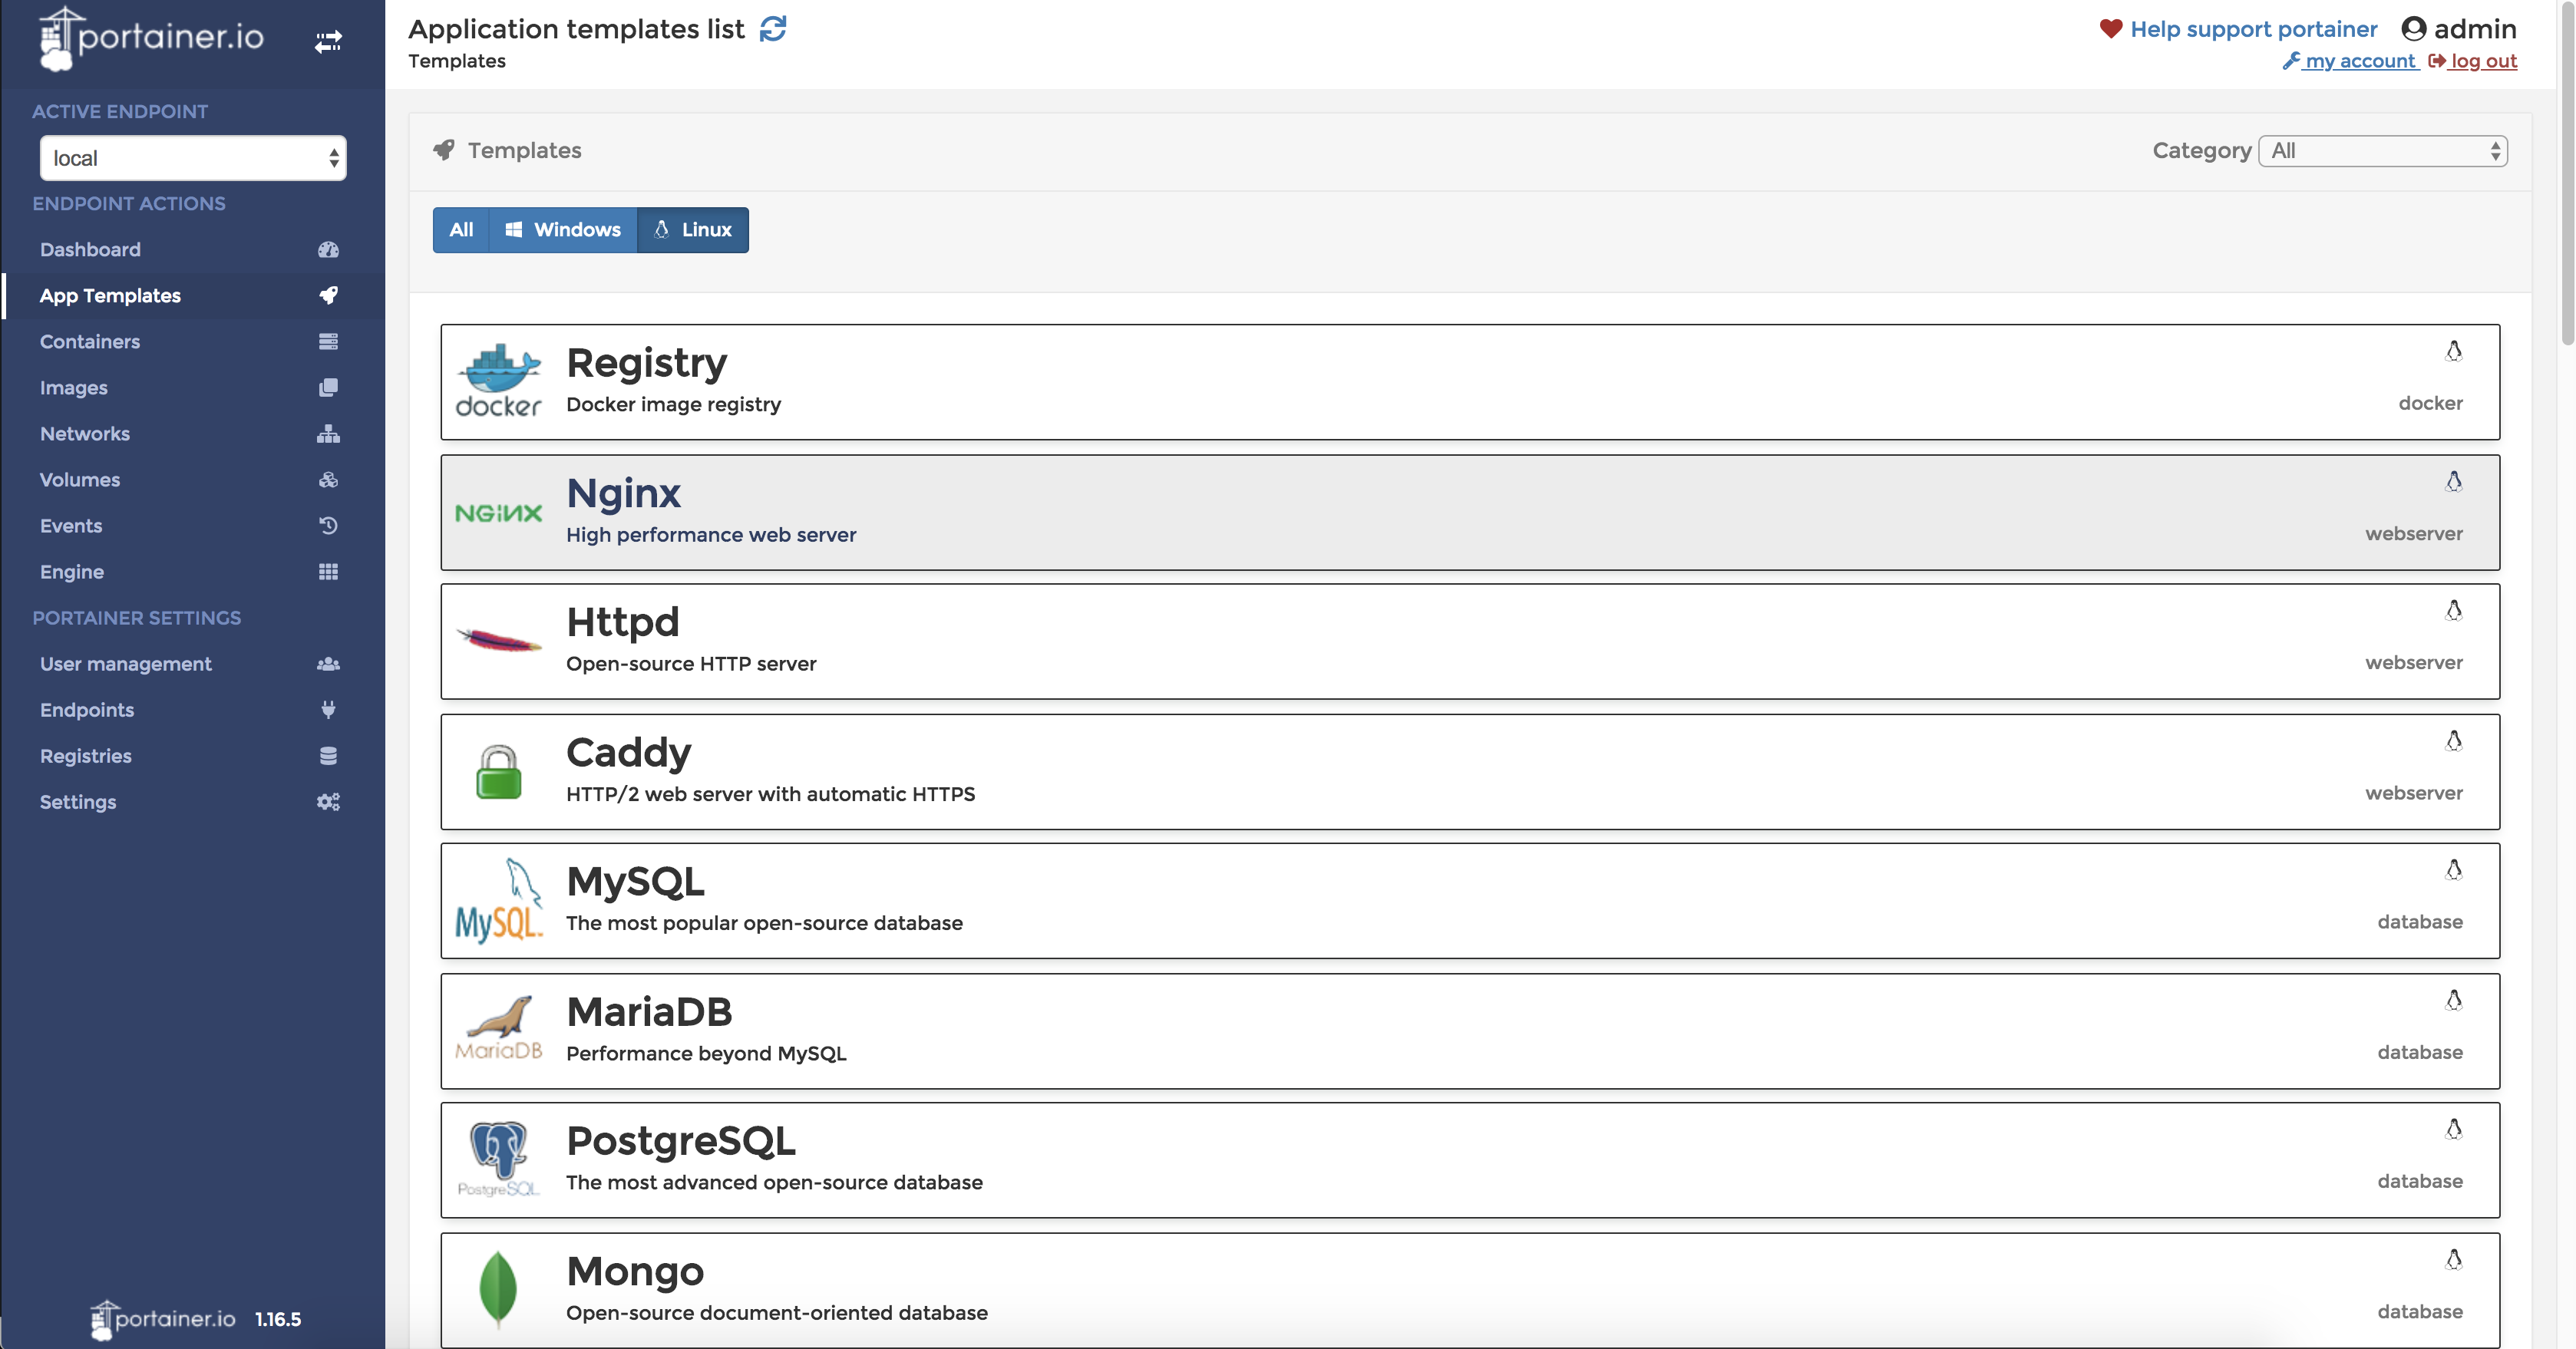 portainer.io
ACTIVE ENDPOINT
local
ENDPOINT ACTIONS
Dashboard
App Templates
Containers
Images
Networks
Volumes
Events
Engine
PORTAINER SETTINGS
User management
Endpoints
Registries
Settings
portainer.io 1.16.5
Application templates list
Templates
Help support portainer admin
my account log out
Templates
Category All
All Windows Linux
docker
Registry
Docker image registry
docker
NGINX
Nginx
High performance web server
webserver
Httpd
Open-source HTTP server
webserver
Caddy
HTTP/2 web server with automatic HTTPS
webserver
MySQL
MySQL
The most popular open-source database
database
MariaDB
MariaDB
Performance beyond MySQL
database
PostgreSQL
PostgreSQL
The most advanced open-source database
database
Mongo
Open-source document-oriented database
database